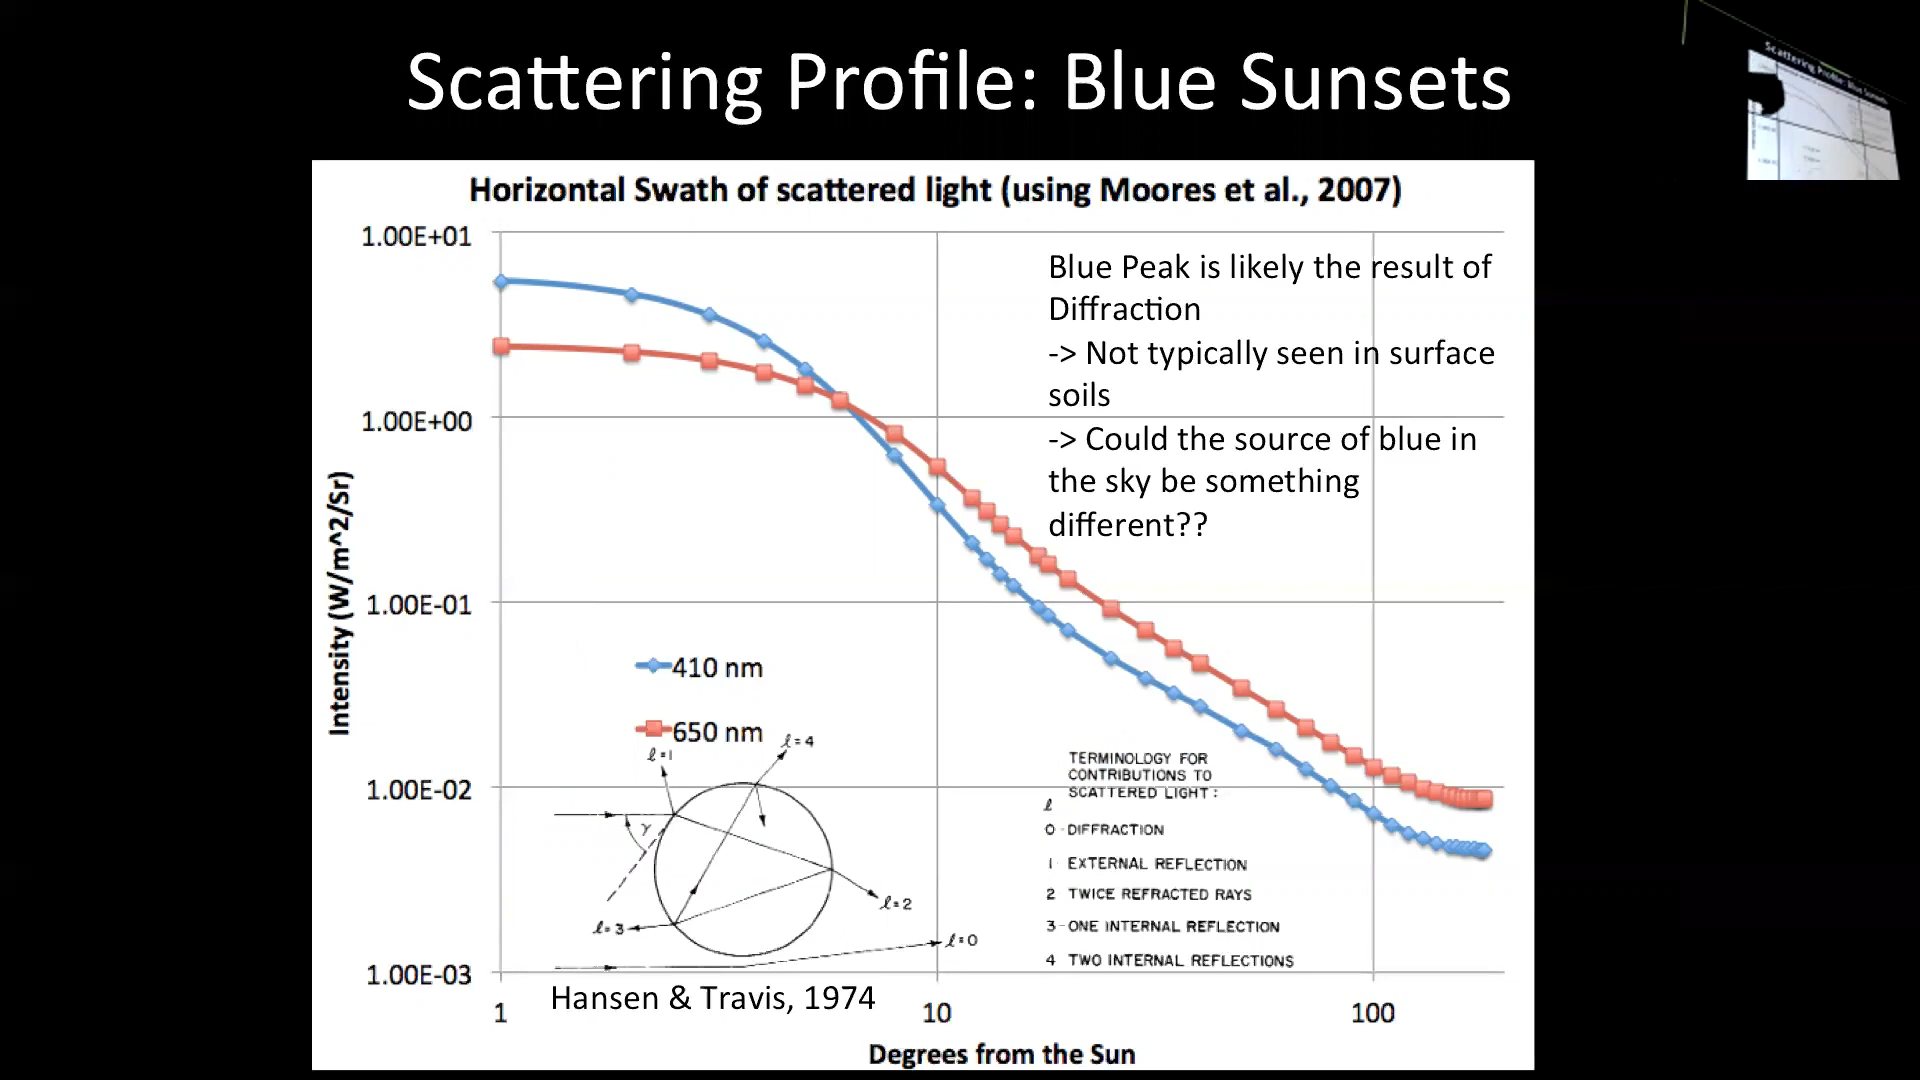 Scattering Profile: Blue Sunsets
Scattering Profile: Blue Sunsets
Horizontal Swath of scattered light (using Moores et al., 2007)
1.00E+01
1.00E+00
1.00E-01
1.00E-02
1.00E-03
Intensity (W/m^2/Sr)
Blue Peak is likely the result of
Diffraction
-> Not typically seen in surface
soils
-> Could the source of blue in
the sky be something
different??
410 nm
650 nm
ℓ=1
ℓ=4
γ
ℓ=2
ℓ=3
ℓ=0
TERMINOLOGY FOR
CONTRIBUTIONS TO
SCATTERED LIGHT:
ℓ
0 - DIFFRACTION
1 EXTERNAL REFLECTION
2 TWICE REFRACTED RAYS
3 - ONE INTERNAL REFLECTION
4 TWO INTERNAL REFLECTIONS
Hansen & Travis, 1974
1
10
100
Degrees from the Sun